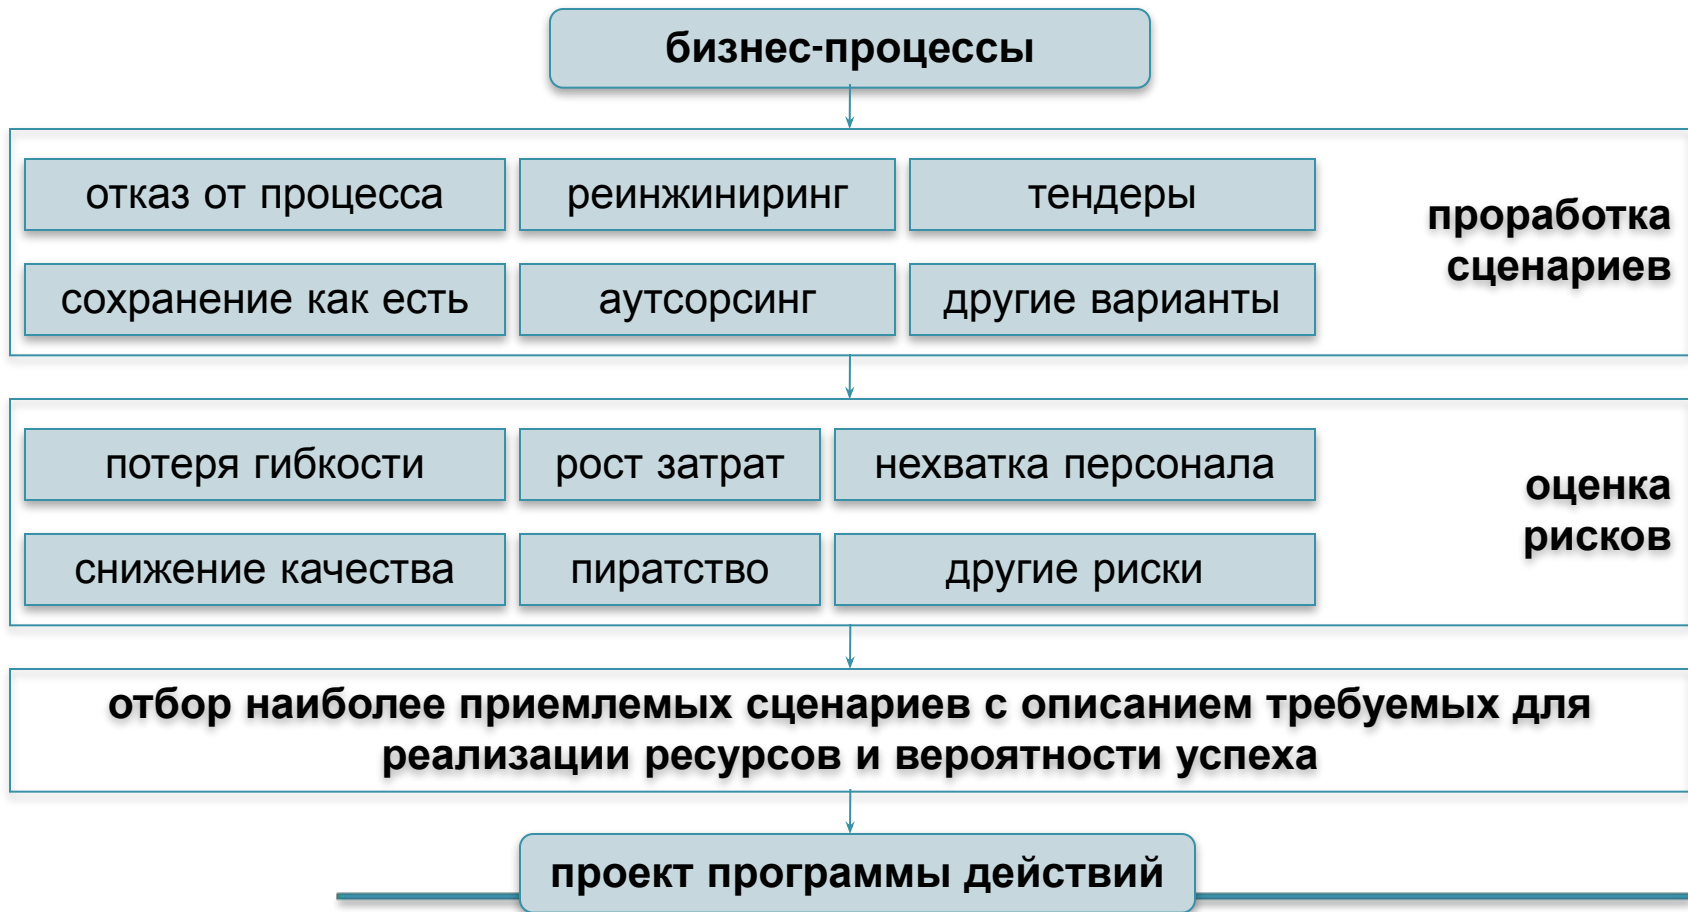 бизнес-процессы
отказ от процесса
реинжиниринг
тендеры
проработка
сценариев
сохранение как есть
аутсорсинг
другие варианты
потеря гибкости
рост затрат
нехватка персонала
оценка
рисков
снижение качества
пиратство
другие риски
отбор наиболее приемлемых сценариев с описанием требуемых для
реализации ресурсов и вероятности успеха
проект программы действий